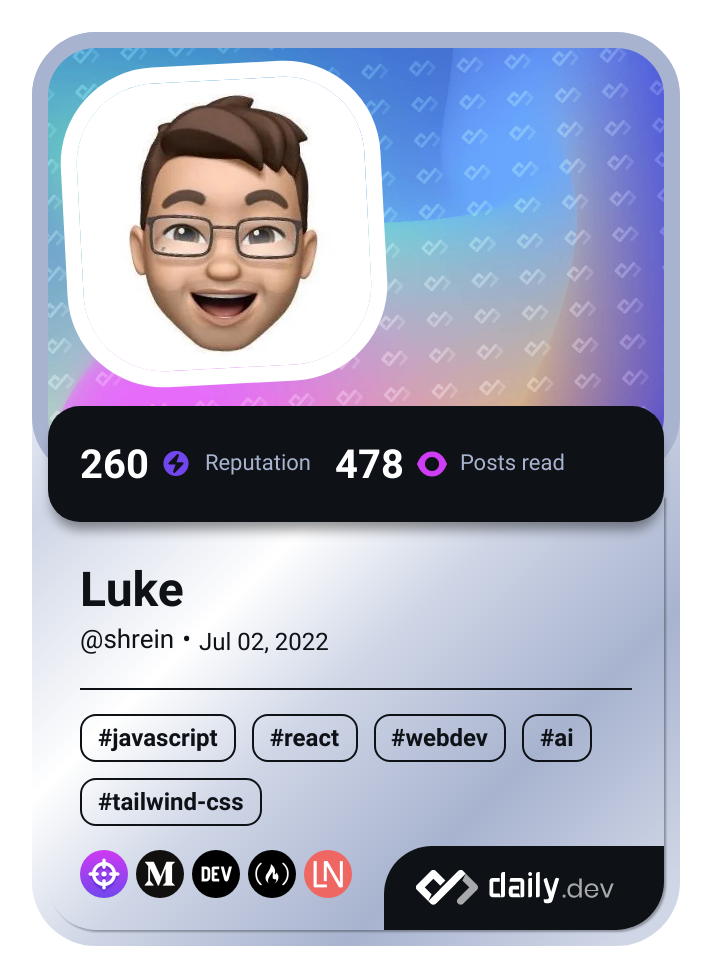 260 Reputation 478 Posts read
Luke
@shrein • Jul 02, 2022
#javascript #react #webdev #ai
#tailwind-css
M DEV LN
daily.dev